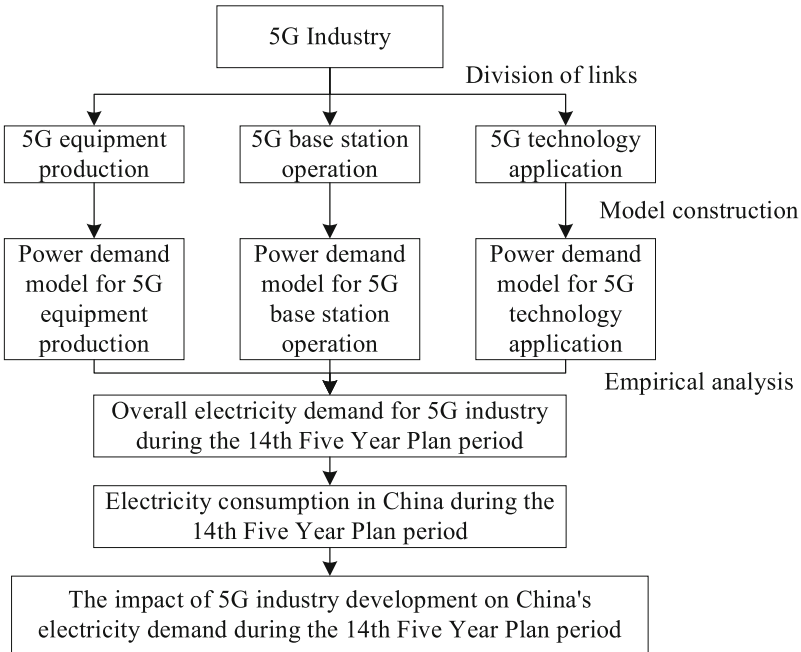 5G Industry
Division of links
5G equipment
production
5G base station
operation
5G technology
application
Model construction
Power demand
model for 5G
equipment
production
Power demand
model for 5G
base station
operation
Power demand
model for 5G
technology
application
Empirical analysis
Overall electricity demand for 5G industry
during the 14th Five Year Plan period
Electricity consumption in China during the
14th Five Year Plan period
The impact of 5G industry development on China's
electricity demand during the 14th Five Year Plan period